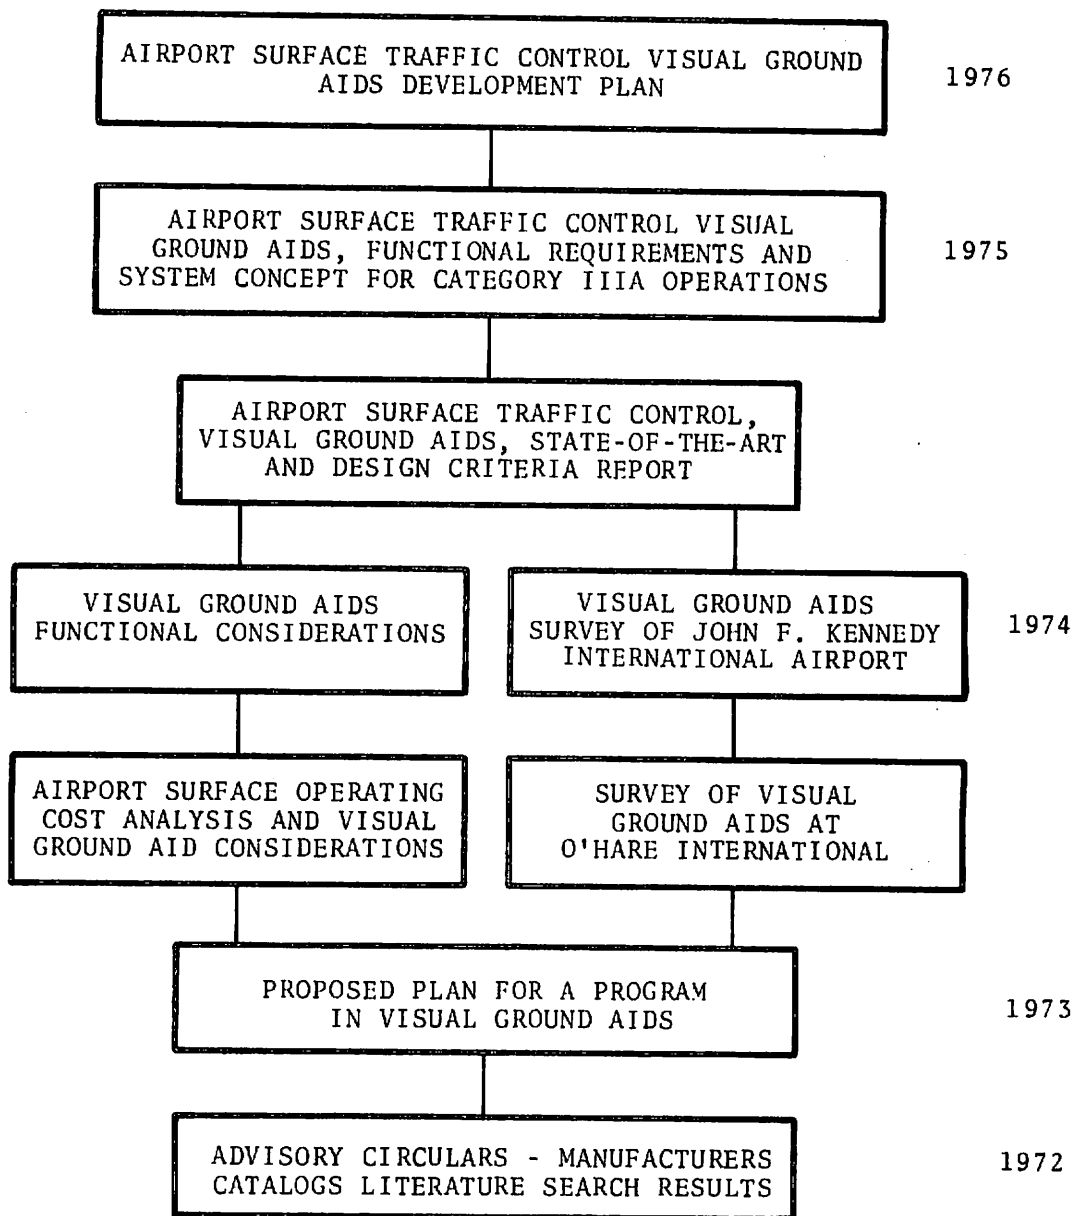 AIRPORT SURFACE TRAFFIC CONTROL VISUAL GROUND
AIDS DEVELOPMENT PLAN
1976
AIRPORT SURFACE TRAFFIC CONTROL VISUAL
GROUND AIDS, FUNCTIONAL REQUIREMENTS AND
SYSTEM CONCEPT FOR CATEGORY IIIA OPERATIONS
1975
AIRPORT SURFACE TRAFFIC CONTROL,
VISUAL GROUND AIDS, STATE-OF-THE-ART
AND DESIGN CRITERIA REPORT
VISUAL GROUND AIDS
FUNCTIONAL CONSIDERATIONS
VISUAL GROUND AIDS
SURVEY OF JOHN F. KENNEDY
INTERNATIONAL AIRPORT
1974
AIRPORT SURFACE OPERATING
COST ANALYSIS AND VISUAL
GROUND AID CONSIDERATIONS
SURVEY OF VISUAL
GROUND AIDS AT
O'HARE INTERNATIONAL
PROPOSED PLAN FOR A PROGRAM
IN VISUAL GROUND AIDS
1973
ADVISORY CIRCULARS - MANUFACTURERS
CATALOGS LITERATURE SEARCH RESULTS
1972